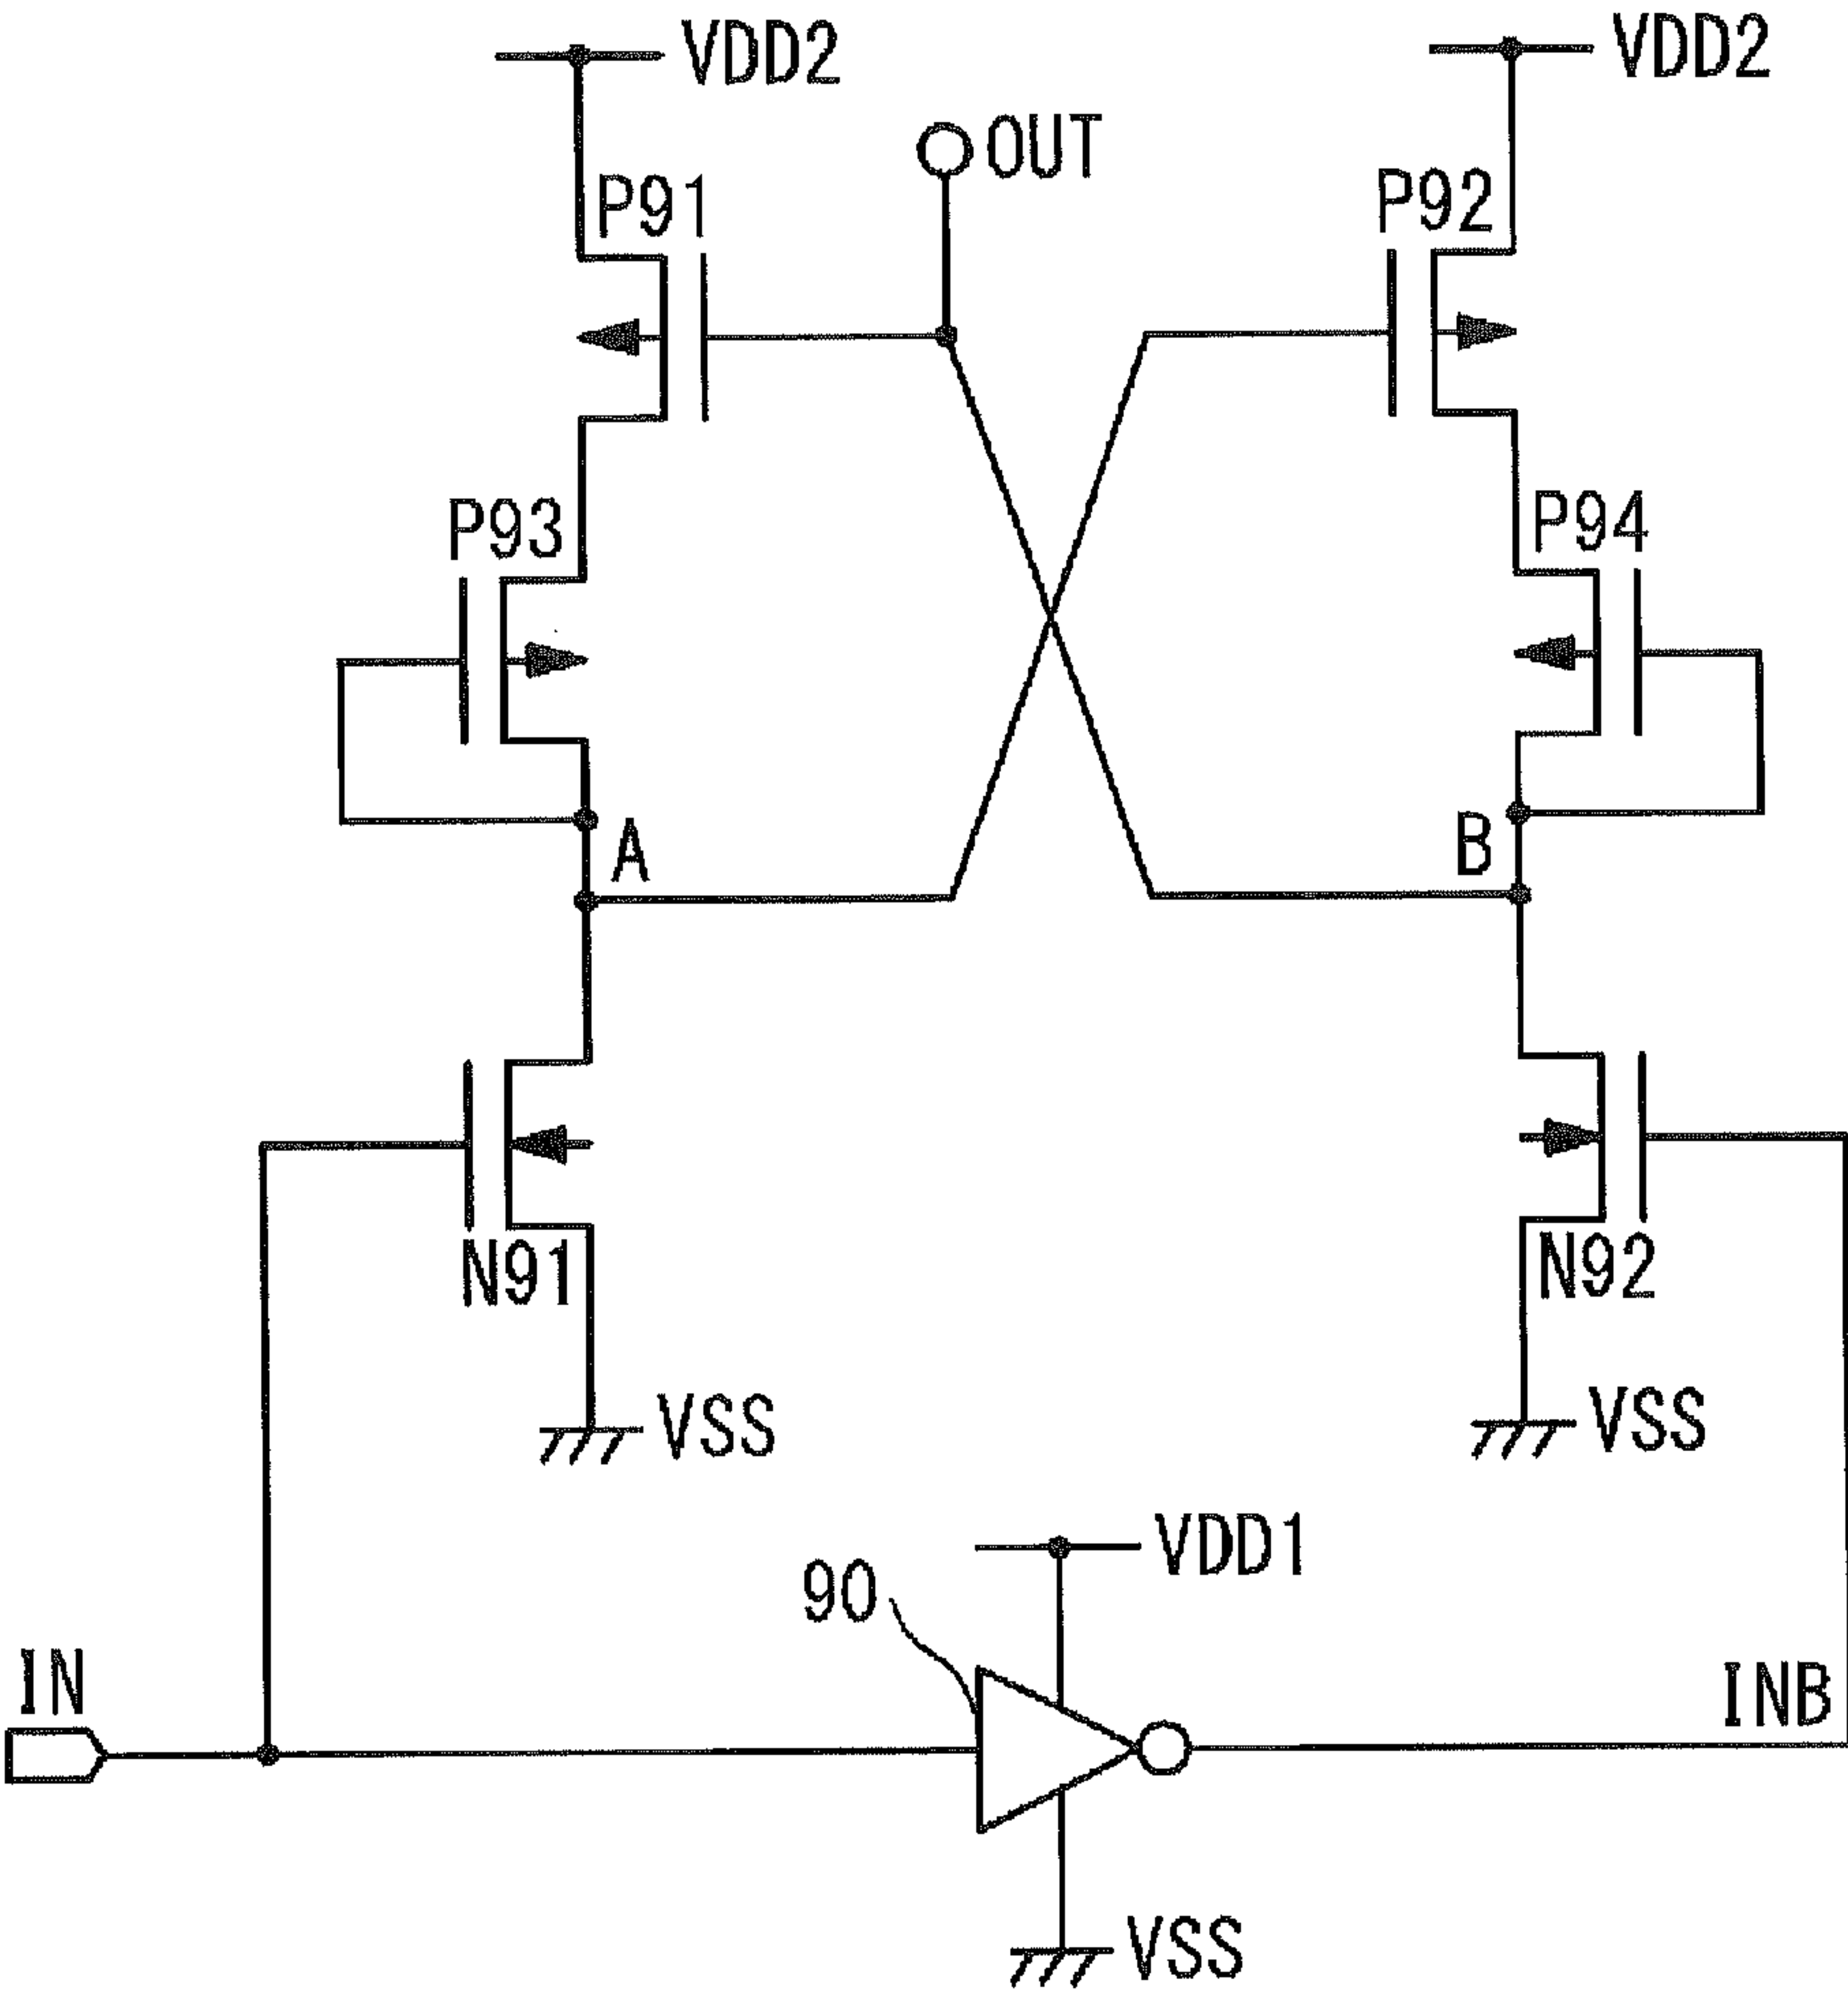 VDD2
VDD2
OUT
P91
P92
P93
P94
A
B
N91
N92
VSS
VSS
VDD1
90
IN
INB
VSS